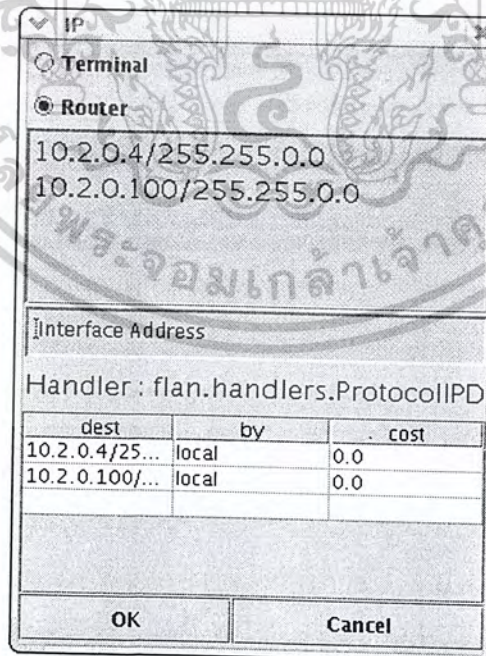 IP
Terminal
Router
10.2.0.4/255.255.0.0
10.2.0.100/255.255.0.0
Interface Address
Handler : flan.handlers.ProtocolIPD
dest by cost
10.2.0.4/25... local 0.0
10.2.0.100/... local 0.0
OK Cancel